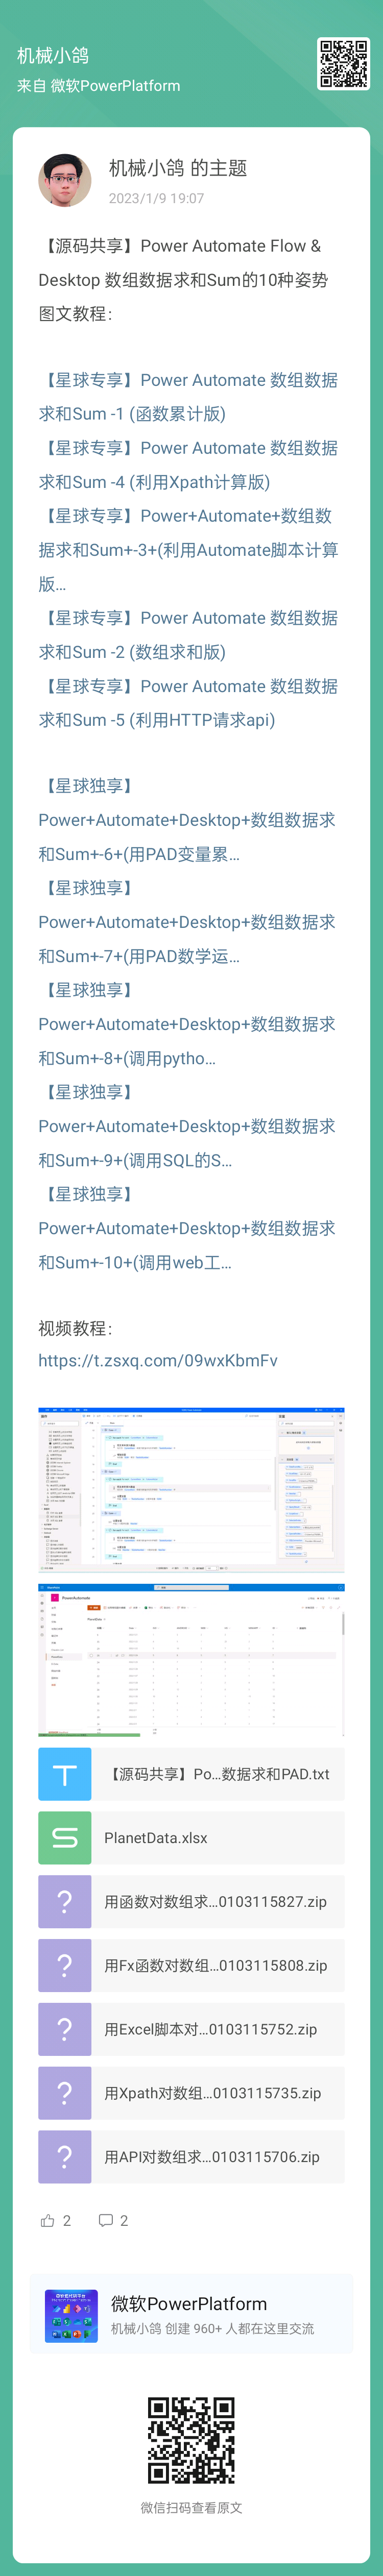 机械小鸽
来自 微软PowerPlatform
机械小鸽 的主题
2023/1/9 19:07
【源码共享】Power Automate Flow &
Desktop 数组数据求和Sum的10种姿势
图文教程：
【星球专享】Power Automate 数组数据
求和Sum -1 (函数累计版)
【星球专享】Power Automate 数组数据
求和Sum -4 (利用Xpath计算版)
【星球专享】Power+Automate+数组数
据求和Sum+-3+(利用Automate脚本计算
版...
【星球专享】Power Automate 数组数据
求和Sum -2 (数组求和版)
【星球专享】Power Automate 数组数据
求和Sum -5 (利用HTTP请求api)
【星球独享】
Power+Automate+Desktop+数组数据求
和Sum+-6+(用PAD变量累...
【星球独享】
Power+Automate+Desktop+数组数据求
和Sum+-7+(用PAD数学运...
【星球独享】
Power+Automate+Desktop+数组数据求
和Sum+-8+(调用pytho...
【星球独享】
Power+Automate+Desktop+数组数据求
和Sum+-9+(调用SQL的S...
【星球独享】
Power+Automate+Desktop+数组数据求
和Sum+-10+(调用web工...
视频教程：
https://t.zsxq.com/09wxKbmFv
PowerAutomate
T 【源码共享】Po...数据求和PAD.txt
S PlanetData.xlsx
? 用函数对数组求...0103115827.zip
? 用Fx函数对数组...0103115808.zip
? 用Excel脚本对...0103115752.zip
? 用Xpath对数组...0103115735.zip
? 用API对数组求...0103115706.zip
2 2
微软PowerPlatform
机械小鸽 创建 960+ 人都在这里交流
微信扫码查看原文